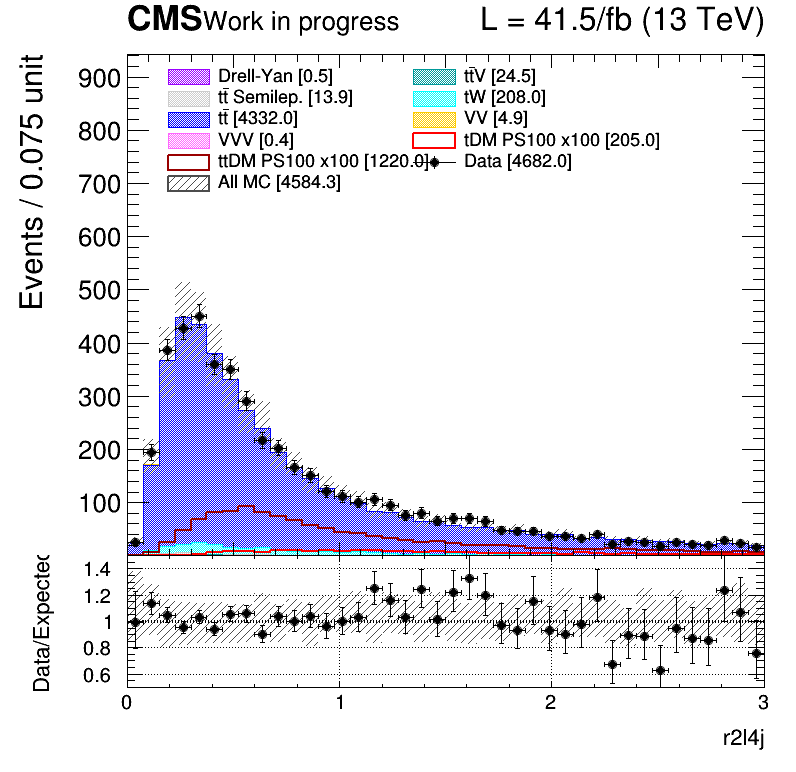 CMS Work in progress L = 41.5/fb (13 TeV)
Events / 0.075 unit
900
800
700
600
500
400
300
200
100
Drell-Yan [0.5]
tt̄V [24.5]
tt̄ Semilep. [13.9]
tW [208.0]
tt̄ [4332.0]
VV [4.9]
VVV [0.4]
tDM PS100 x100 [205.0]
ttDM PS100 x100 [1220.0]
Data [4682.0]
All MC [4584.3]
Data/Expected
1.4
1.2
1
0.8
0.6
0 1 2 3
r2l4j